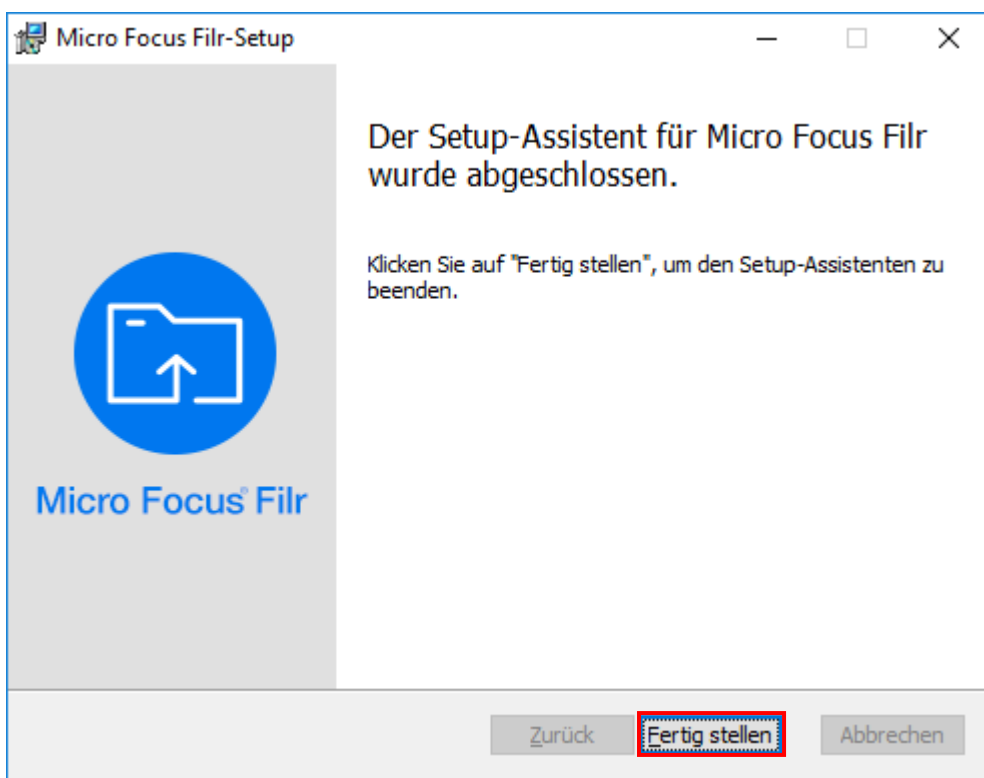 Micro Focus Filr-Setup
Der Setup-Assistent für Micro Focus Filr
wurde abgeschlossen.
Klicken Sie auf "Fertig stellen", um den Setup-Assistenten zu
beenden.
Micro Focus® Filr
Zurück Fertig stellen Abbrechen